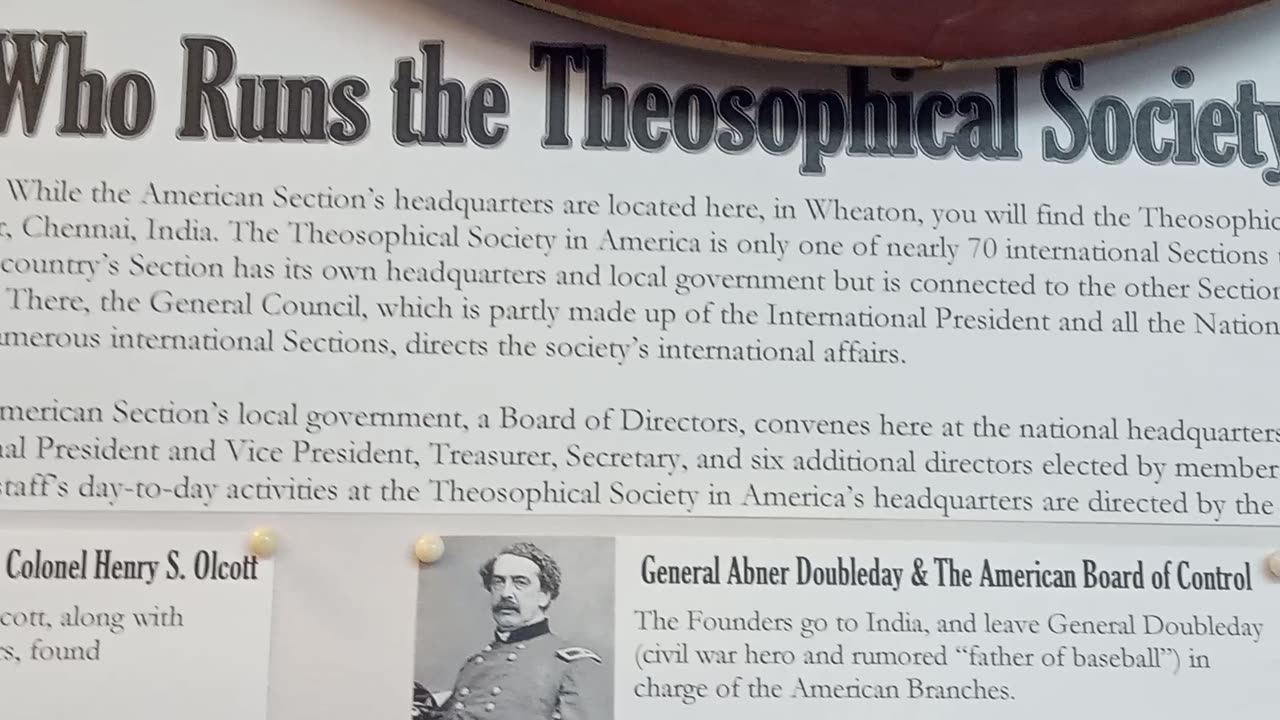 Who Runs the Theosophical Society
While the American Section's headquarters are located here, in Wheaton, you will find the Theosophic
, Chennai, India. The Theosophical Society in America is only one of nearly 70 international Sections
country's Section has its own headquarters and local government but is connected to the other Section
There, the General Council, which is partly made up of the International President and all the Nation
merous international Sections, directs the society's international affairs.
merican Section's local government, a Board of Directors, convenes here at the national headquarters
al President and Vice President, Treasurer, Secretary, and six additional directors elected by member
staff's day-to-day activities at the Theosophical Society in America's headquarters are directed by the
Colonel Henry S. Olcott
cott, along with
s, found
General Abner Doubleday & The American Board of Control
The Founders go to India, and leave General Doubleday
(civil war hero and rumored "father of baseball") in
charge of the American Branches.